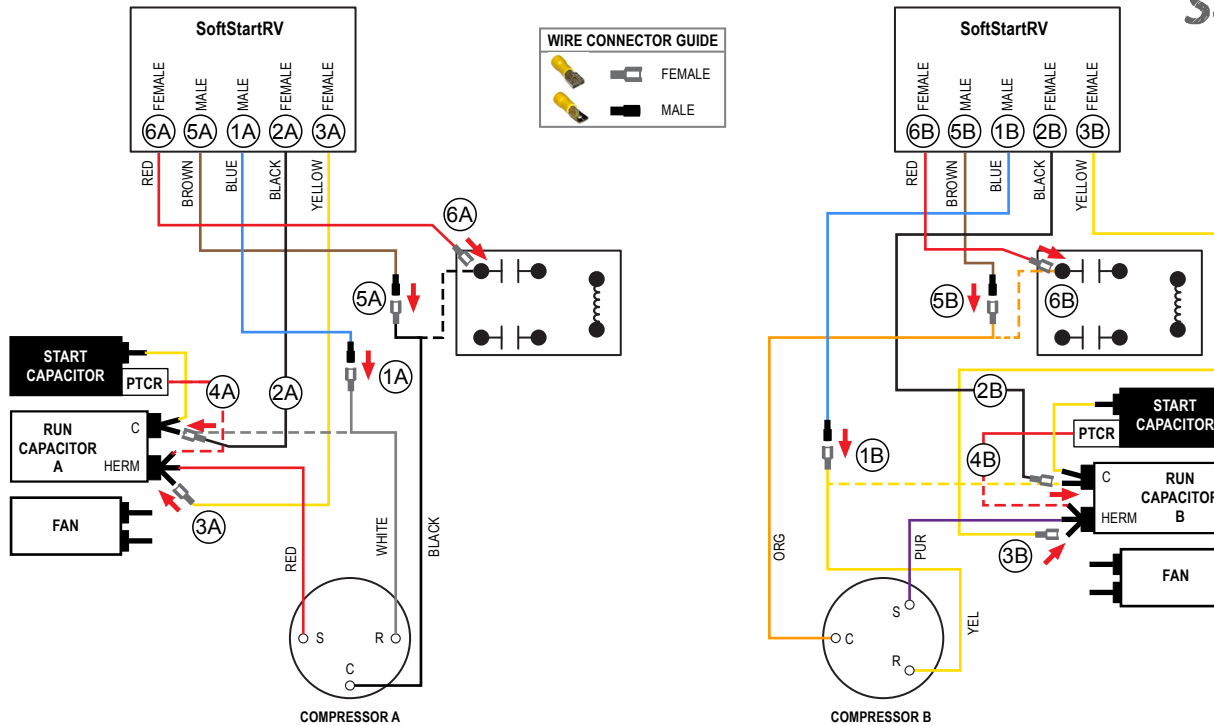 SoftStartRV
FEMALE
MALE
MALE
FEMALE
FEMALE
6A
5A
1A
2A
3A
RED
BROWN
BLUE
BLACK
YELLOW
6A
5A
1A
START
CAPACITOR
PTCR
4A
2A
RUN
CAPACITOR
A
C
HERM
3A
FAN
RED
WHITE
BLACK
S
R
C
COMPRESSOR A
WIRE CONNECTOR GUIDE
FEMALE
MALE
SoftStartRV
FEMALE
MALE
MALE
FEMALE
FEMALE
6B
5B
1B
2B
3B
RED
BROWN
BLUE
BLACK
YELLOW
5B
6B
2B
1B
START
CAPACITOR
PTCR
4B
C
RUN
CAPACITOR
B
HERM
3B
FAN
ORG
PUR
YEL
S
C
R
COMPRESSOR B